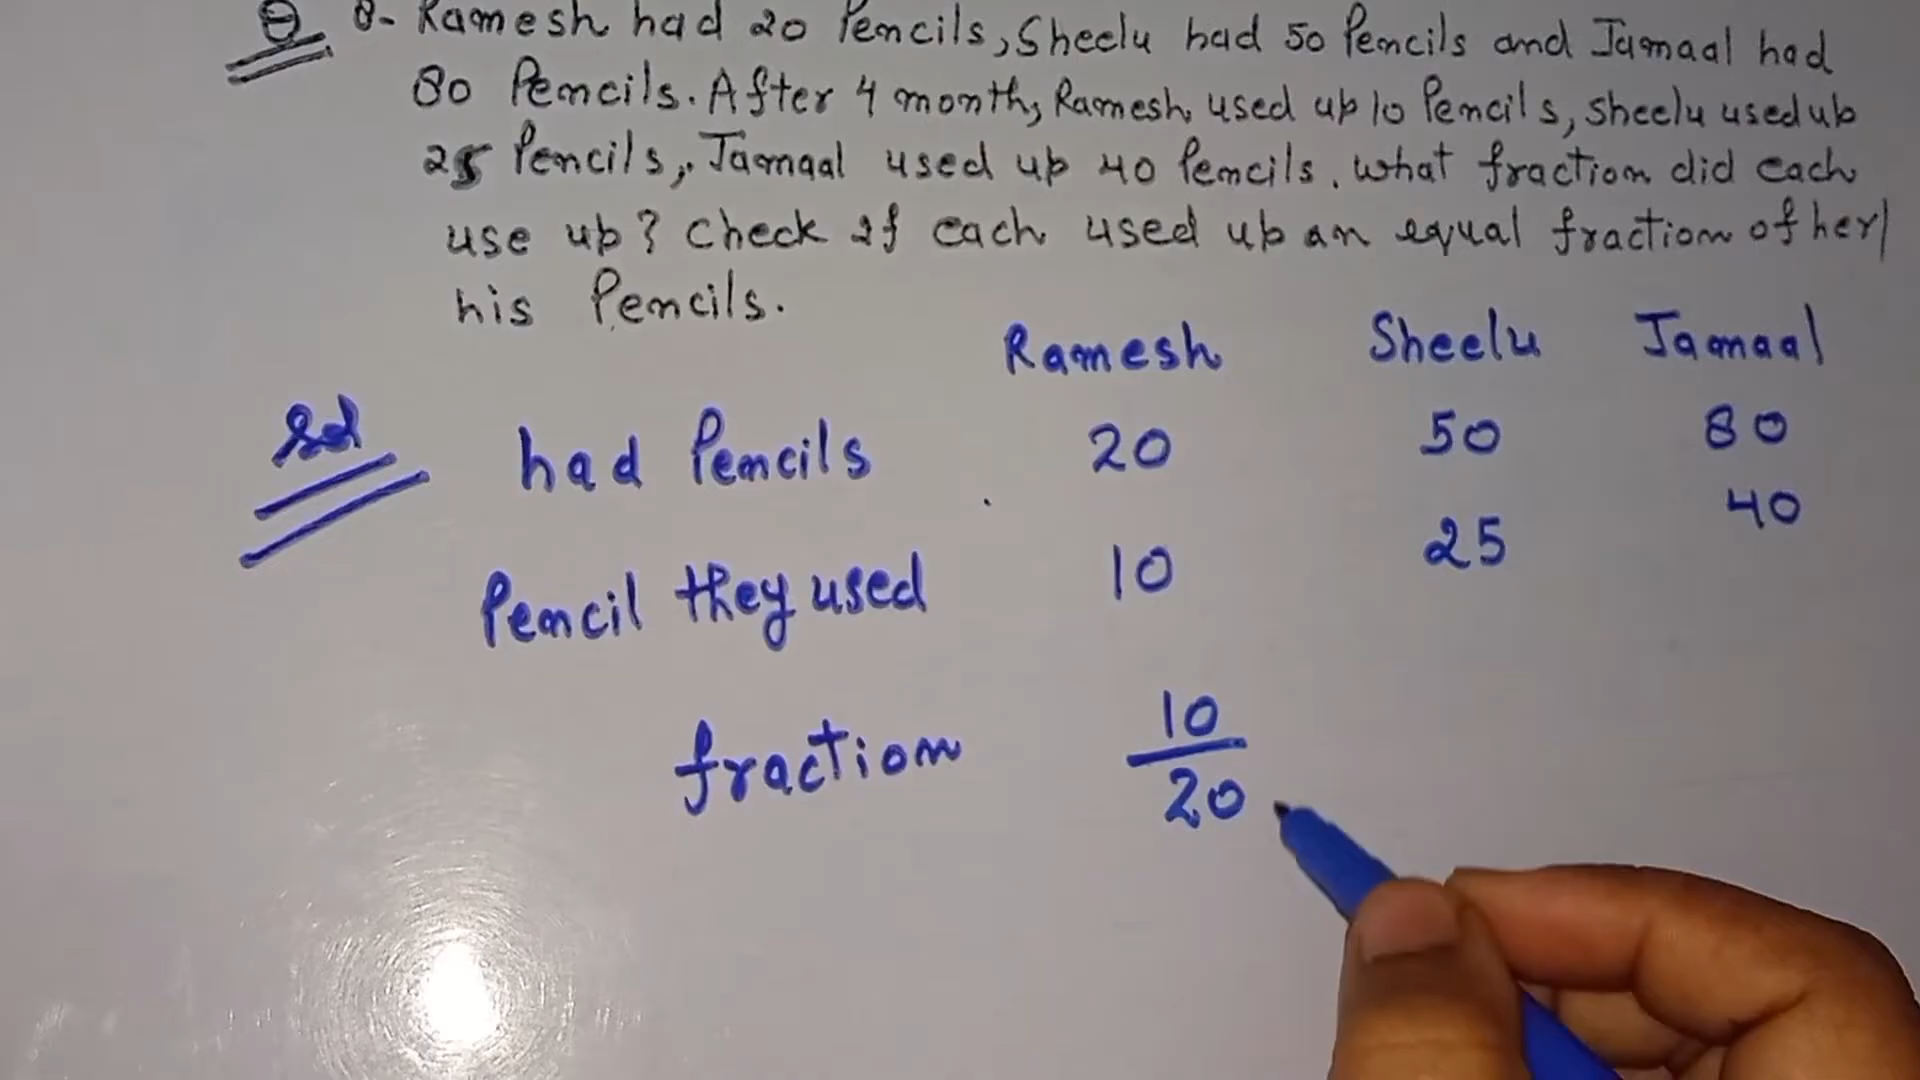 Q 8- Ramesh had 20 Pencils, Sheelu had 50 Pencils and Jamaal had
80 Pencils. After 4 month, Ramesh used up 10 Pencils, Sheelu used up
25 Pencils, Jamaal used up 40 Pencils. what fraction did each
use up? check if each used up an equal fraction of her/
his Pencils.
Ramesh Sheelu Jamaal
Sol
had Pencils 20 50 80
Pencil they used 10 25 40
fraction 10
20